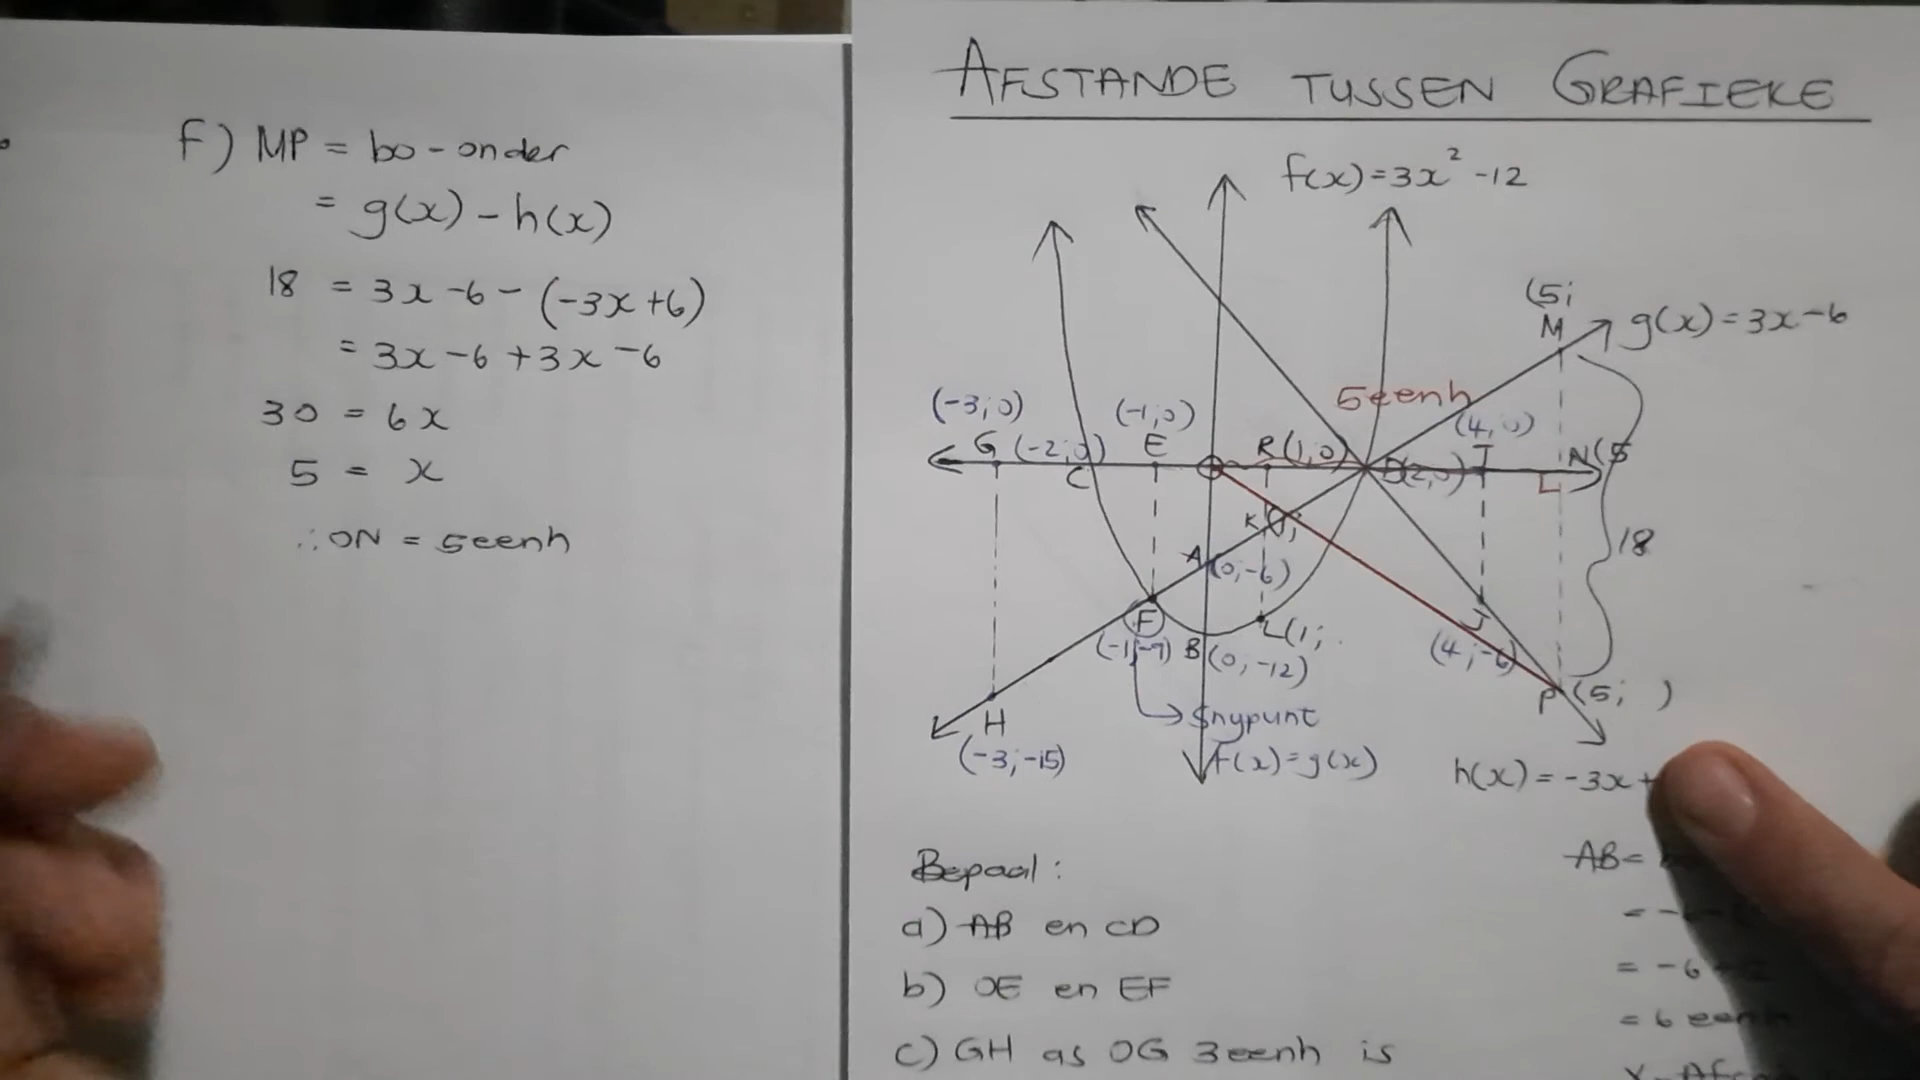 F) MP = bo - onder
= g(x) - h(x)
18 = 3x - 6 - (-3x + 6)
= 3x - 6 + 3x - 6
30 = 6x
5 = x
∴ ON = 5eenh
AFSTANDE TUSSEN GRAFIEKE
f(x) = 3x² - 12
(5;
M
g(x) = 3x - 6
5eenh
(-3;0)
(-1;0)
(4;0)
G (-2;0) E R(1;0) D(2;0) T N(5
C
K(1;
18
A (0;-6)
F
(-1;-9) B (0;-12)
L(1;
J
(4;-6)
P (5; )
H
Snypunt
(-3;-15)
f(x) = g(x)
h(x) = -3x +
Bepaal:
AB =
a) AB en CD
= -
b) OE en EF
= -6
= 6
c) GH as OG 3eenh is